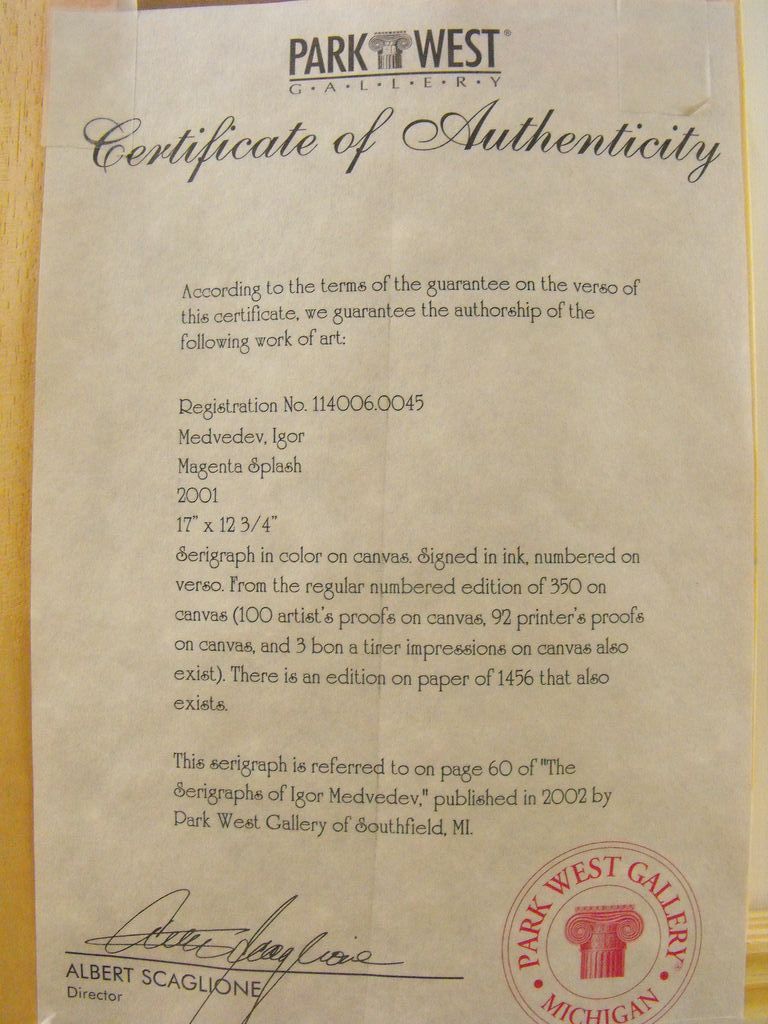 PARK WEST®
G·A·L·L·E·R·Y
Certificate of Authenticity
According to the terms of the guarantee on the verso of
this certificate, we guarantee the authorship of the
following work of art:
Registration No. 114006.0045
Medvedev, Igor
Magenta Splash
2001
17" x 12 3/4"
Serigraph in color on canvas. Signed in ink, numbered on
verso. From the regular numbered edition of 350 on
canvas (100 artist's proofs on canvas, 92 printer's proofs
on canvas, and 3 bon a tirer impressions on canvas also
exist). There is an edition on paper of 1456 that also
exists.
This serigraph is referred to on page 60 of "The
Serigraphs of Igor Medvedev," published in 2002 by
Park West Gallery of Southfield, MI.
Albert Scaglione
ALBERT SCAGLIONE
Director
PARK WEST GALLERY®
• MICHIGAN •